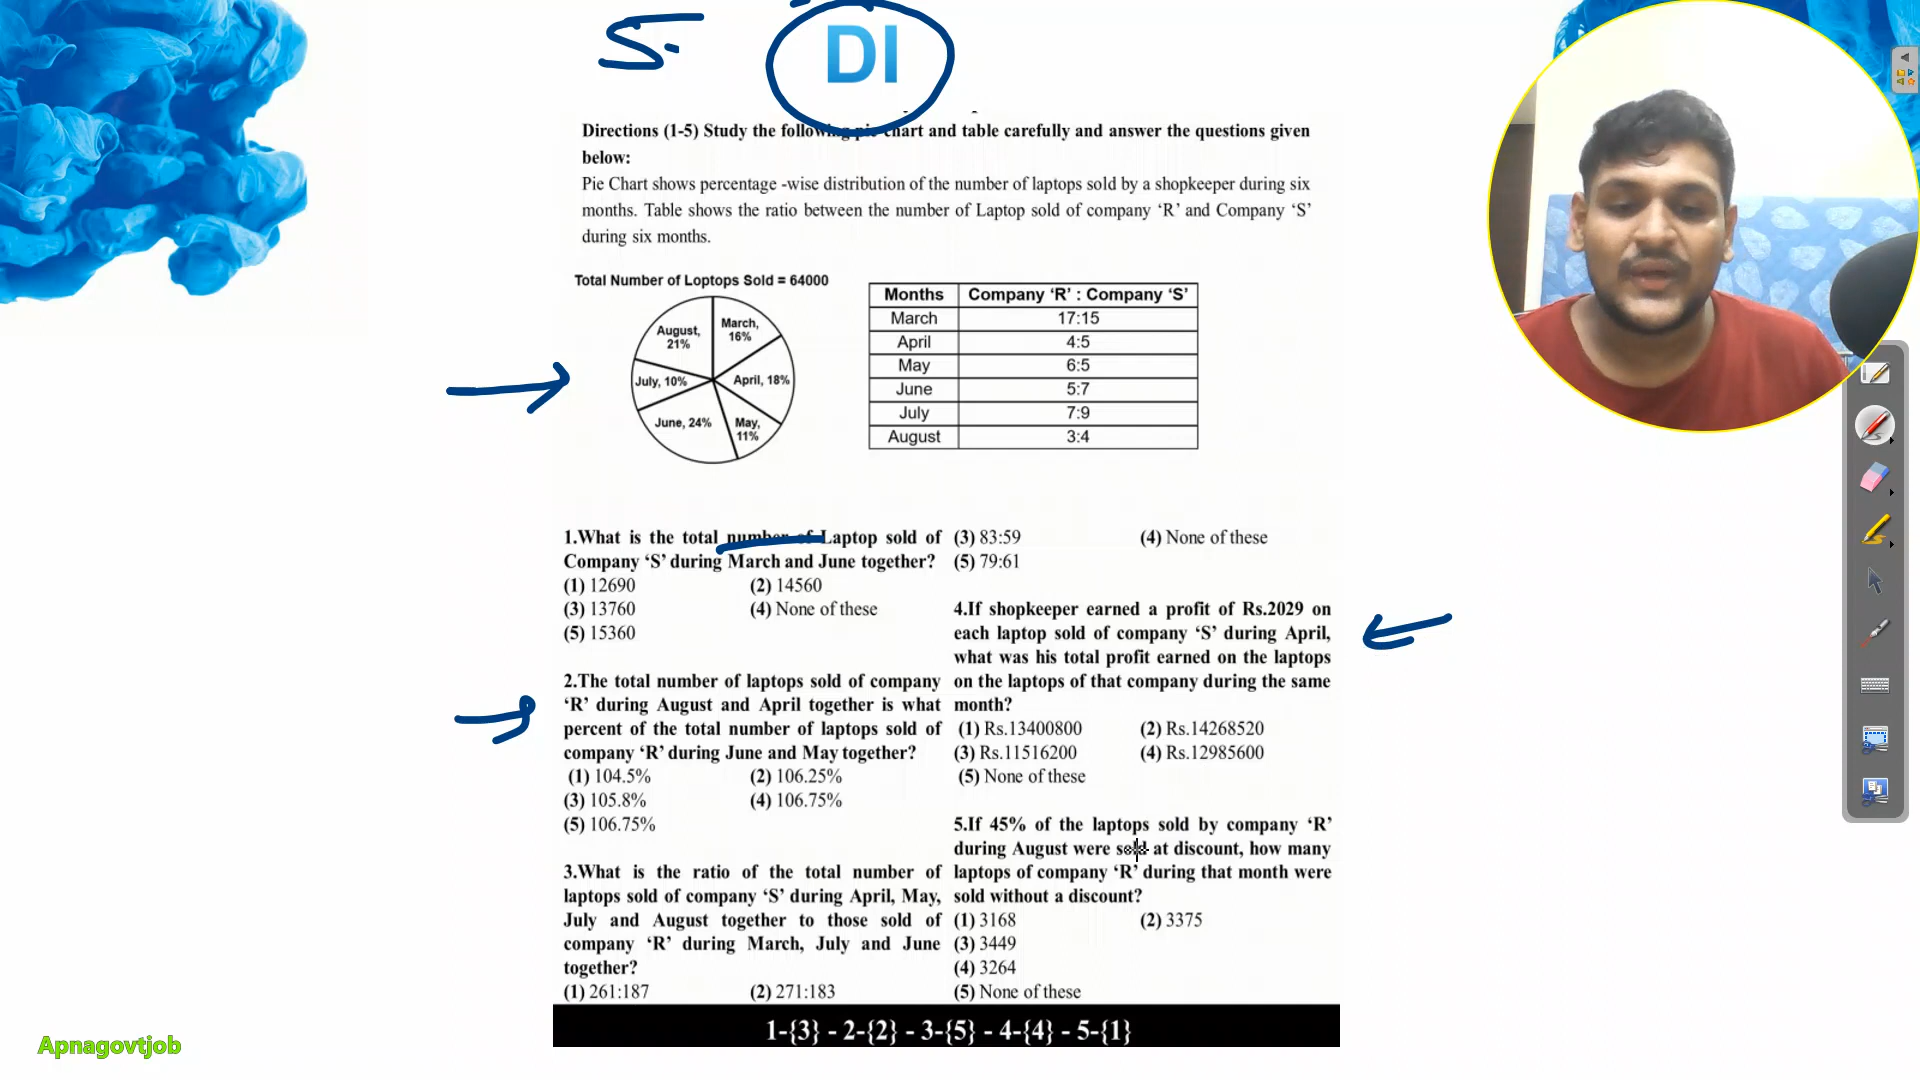 S.
DI
Directions (1-5) Study the following pie chart and table carefully and answer the questions given
below:
Pie Chart shows percentage -wise distribution of the number of laptops sold by a shopkeeper during six
months. Table shows the ratio between the number of Laptop sold of company ‘R’ and Company ‘S’
during six months.
Total Number of Loptops Sold = 64000
August,
21%
March,
16%
July, 10%
April, 18%
June, 24%
May,
11%
Months Company ‘R’ : Company ‘S’
March 17:15
April 4:5
May 6:5
June 5:7
July 7:9
August 3:4
1.What is the total number of Laptop sold of
Company ‘S’ during March and June together?
(1) 12690 (2) 14560
(3) 13760 (4) None of these
(5) 15360
2.The total number of laptops sold of company
‘R’ during August and April together is what
percent of the total number of laptops sold of
company ‘R’ during June and May together?
(1) 104.5% (2) 106.25%
(3) 105.8% (4) 106.75%
(5) 106.75%
3.What is the ratio of the total number of
laptops sold of company ‘S’ during April, May,
July and August together to those sold of
company ‘R’ during March, July and June
together?
(1) 261:187 (2) 271:183
(3) 83:59 (4) None of these
(5) 79:61
4.If shopkeeper earned a profit of Rs.2029 on
each laptop sold of company ‘S’ during April,
what was his total profit earned on the laptops
on the laptops of that company during the same
month?
(1) Rs.13400800 (2) Rs.14268520
(3) Rs.11516200 (4) Rs.12985600
(5) None of these
5.If 45% of the laptops sold by company ‘R’
during August were sold at discount, how many
laptops of company ‘R’ during that month were
sold without a discount?
(1) 3168 (2) 3375
(3) 3449
(4) 3264
(5) None of these
1-{3} - 2-{2} - 3-{5} - 4-{4} - 5-{1}
Apnagovtjob